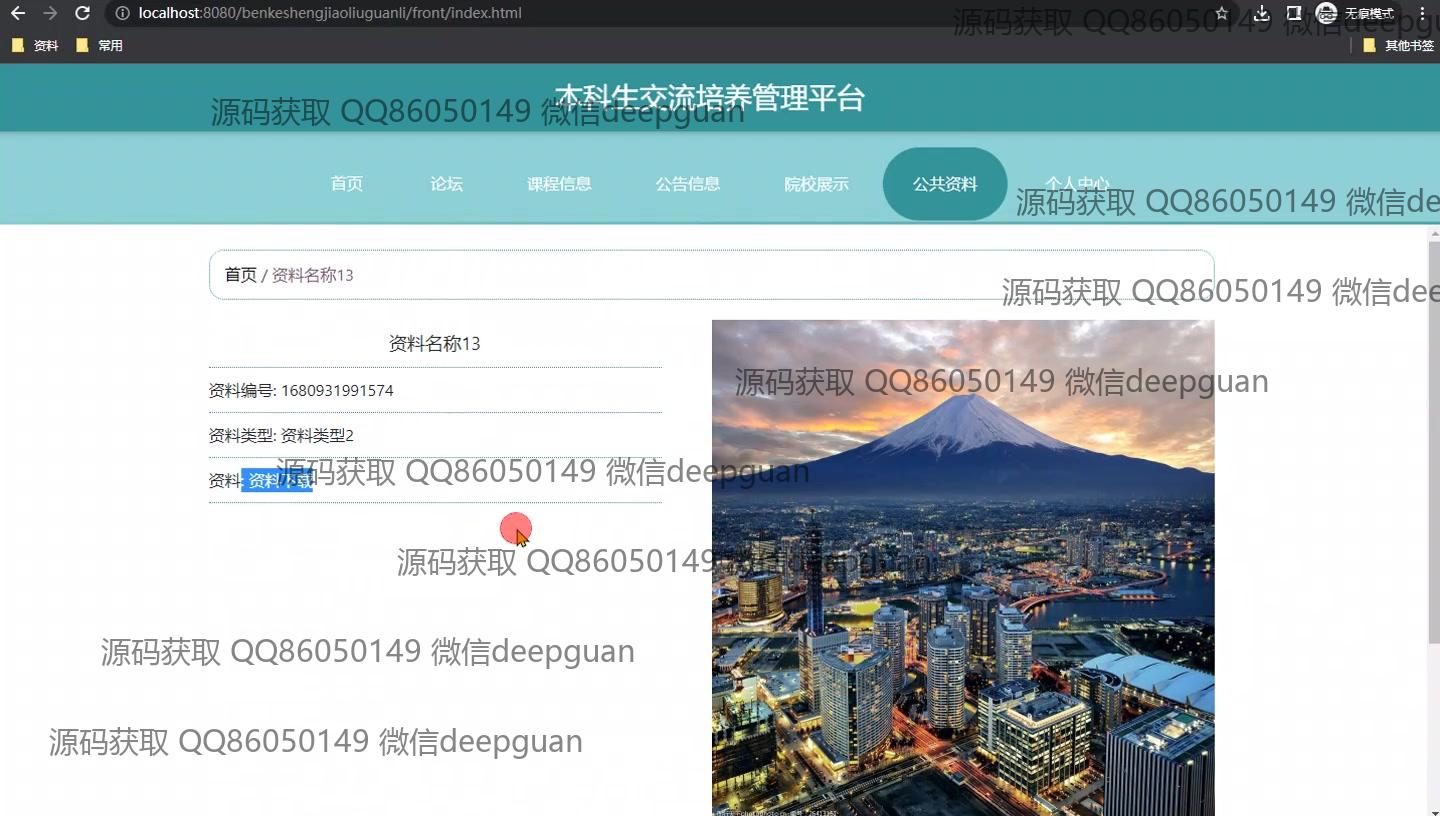 localhost:8080/benkeshengjiaoliuguanli/front/index.html
无痕模式
资料 常用 其他书签
源码获取 QQ86050149 微信deepgu
本科生交流培养管理平台
源码获取 QQ86050149 微信deepguan
首页 论坛 课程信息 公告信息 院校展示 公共资料 个人中心
源码获取 QQ86050149 微信de
首页 / 资料名称13
源码获取 QQ86050149 微信dee
资料名称13
源码获取 QQ86050149 微信deepguan
资料编号: 1680931991574
资料类型: 资料类型2
资料: 资料下载
源码获取 QQ86050149 微信deepguan
源码获取 QQ86050149 微信deepguan
源码获取 QQ86050149 微信deepguan
源码获取 QQ86050149 微信deepguan